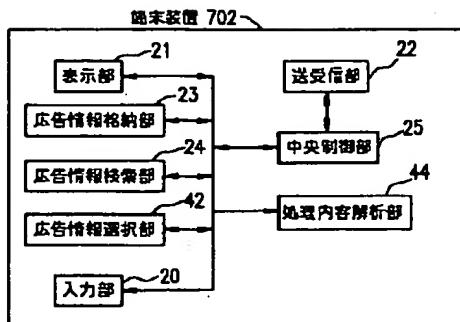 端末装置 702
21
表示部
22
送受信部
23
広告情報格納部
25
中央制御部
24
広告情報検索部
44
処理内容解析部
42
広告情報選択部
20
入力部